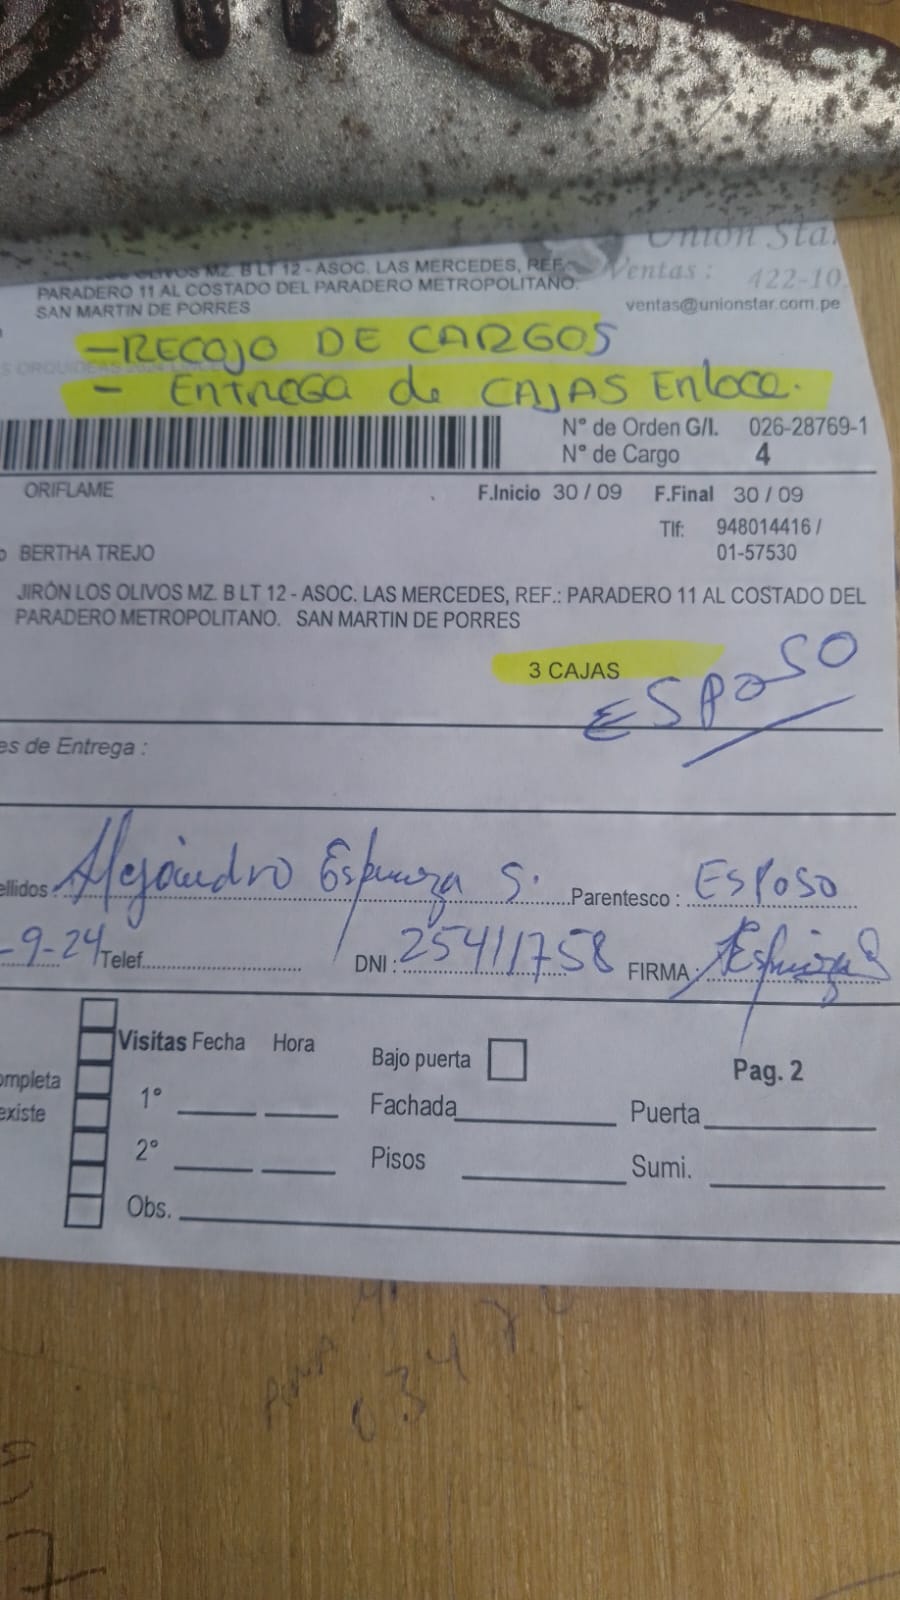 Union Sta
MZ. B LT 12 - ASOC. LAS MERCEDES, REF.
Ventas : 422-10
PARADERO 11 AL COSTADO DEL PARADERO METROPOLITANO.
SAN MARTIN DE PORRES
ventas@unionstar.com.pe
- RECOJO DE CARGOS
- ENTREGA de CAJAS Enloce.
N° de Orden G/I. 026-28769-1
N° de Cargo 4
ORIFLAME F.Inicio 30 / 09 F.Final 30 / 09
Tlf: 948014416 /
01-57530
BERTHA TREJO
JIRÓN LOS OLIVOS MZ. B LT 12 - ASOC. LAS MERCEDES, REF.: PARADERO 11 AL COSTADO DEL
PARADERO METROPOLITANO. SAN MARTIN DE PORRES
3 CAJAS
ESPOSO
es de Entrega :
ellidos Alejandro Espinoza S. Parentesco : Esposo
-9-24 Telef. DNI : 25411758 FIRMA :
Visitas Fecha Hora
Bajo puerta
Pag. 2
ompleta
existe
1° Fachada Puerta
2° Pisos Sumi.
Obs.